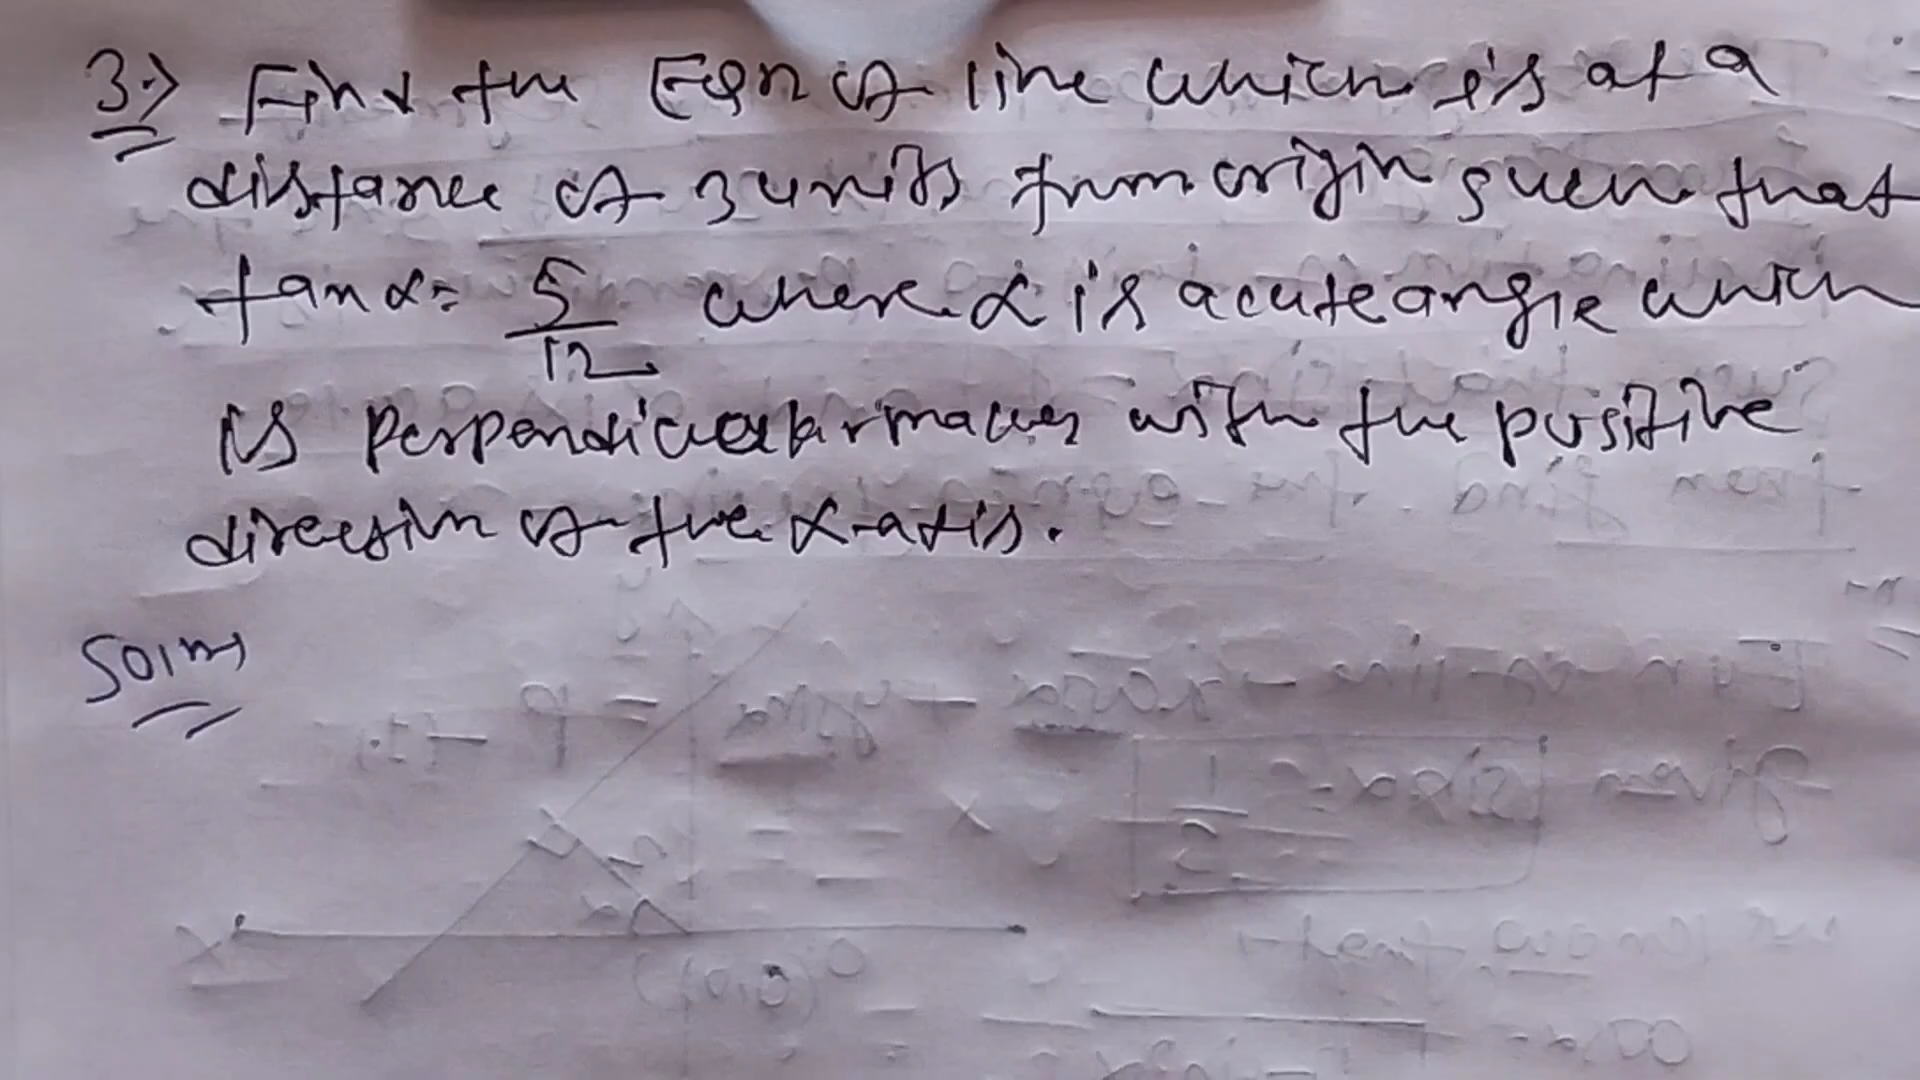 3.) Find the Eqn of line which is at a
distance of 3 units from origin such that
tan α = 5/12 where α is acute angle which
is perpendicular makes with the positive
direction of the x-axis.
Soln